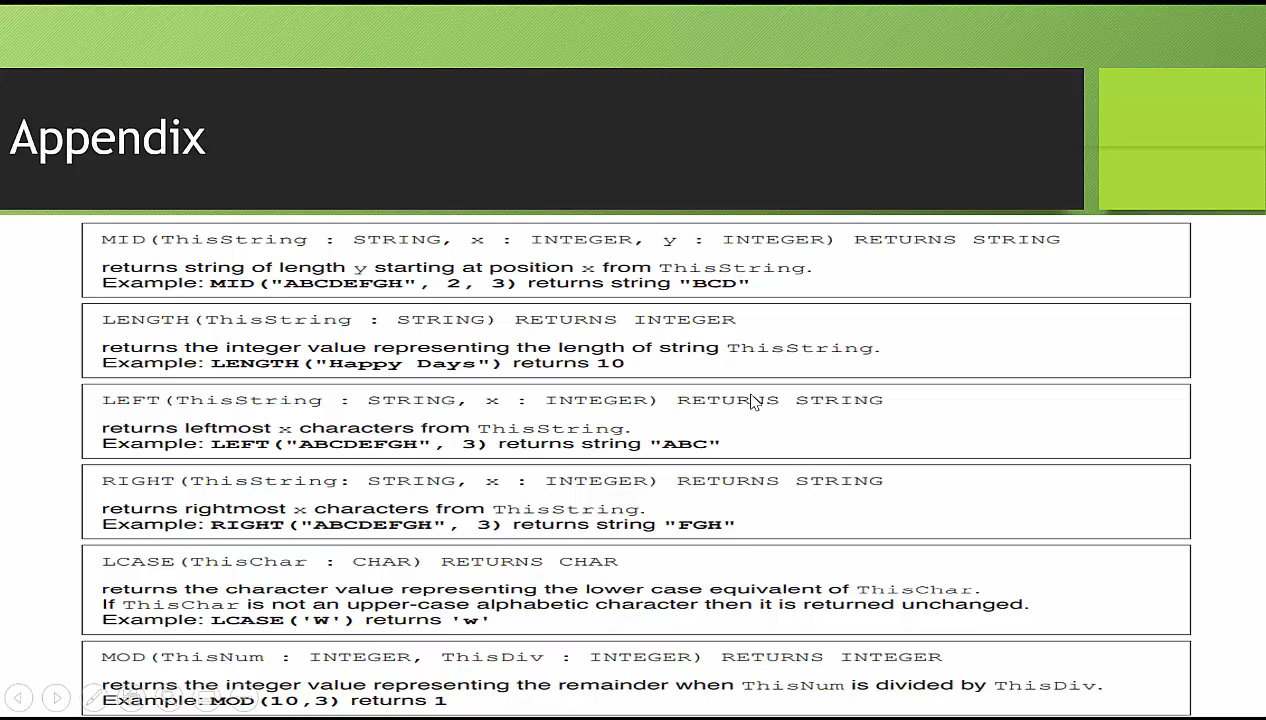 Appendix
MID(ThisString : STRING, x : INTEGER, y : INTEGER) RETURNS STRING
returns string of length y starting at position x from ThisString.
Example: MID("ABCDEFGH", 2, 3) returns string "BCD"
LENGTH(ThisString : STRING) RETURNS INTEGER
returns the integer value representing the length of string ThisString.
Example: LENGTH("Happy Days") returns 10
LEFT(ThisString : STRING, x : INTEGER) RETURNS STRING
returns leftmost x characters from ThisString.
Example: LEFT("ABCDEFGH", 3) returns string "ABC"
RIGHT(ThisString: STRING, x : INTEGER) RETURNS STRING
returns rightmost x characters from ThisString.
Example: RIGHT("ABCDEFGH", 3) returns string "FGH"
LCASE(ThisChar : CHAR) RETURNS CHAR
returns the character value representing the lower case equivalent of ThisChar.
If ThisChar is not an upper-case alphabetic character then it is returned unchanged.
Example: LCASE('W') returns 'w'
MOD(ThisNum : INTEGER, ThisDiv : INTEGER) RETURNS INTEGER
returns the integer value representing the remainder when ThisNum is divided by ThisDiv.
Example: MOD(10,3) returns 1